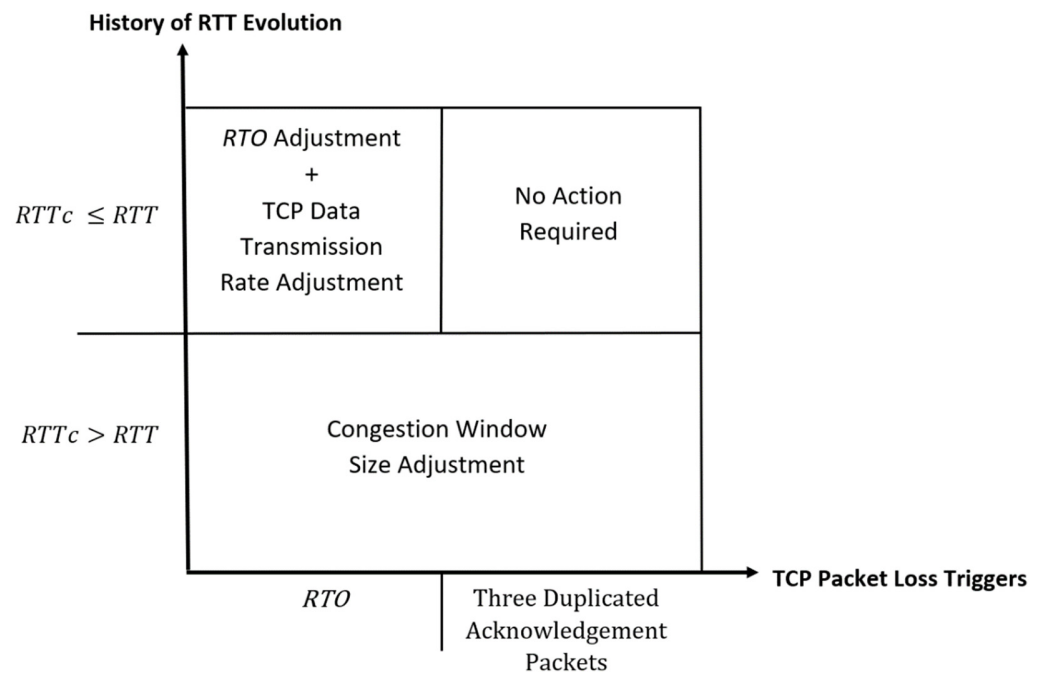 History of RTT Evolution
RTO Adjustment
+
TCP Data
Transmission
Rate Adjustment
No Action
Required
RTTc ≤ RTT
Congestion Window
Size Adjustment
RTTc > RTT
TCP Packet Loss Triggers
RTO
Three Duplicated
Acknowledgement
Packets